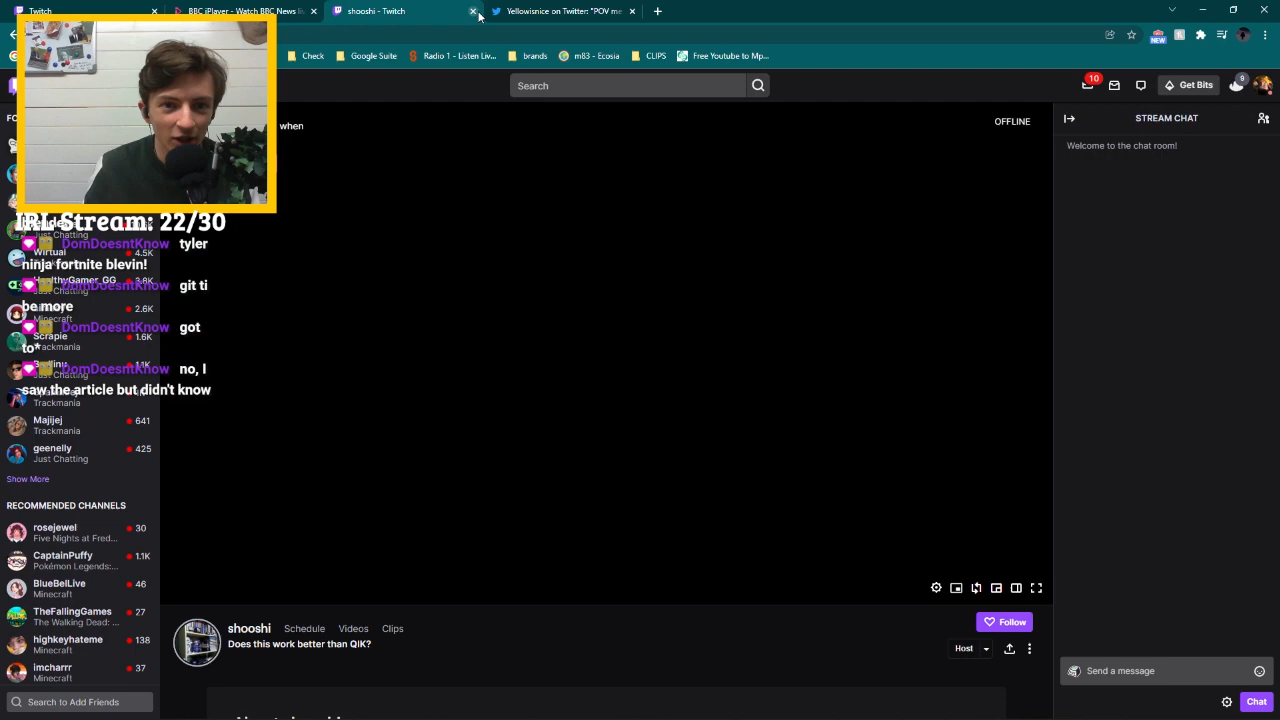 Twitch
BBC iPlayer - Watch BBC News li
shooshi - Twitch
Yellowisnice on Twitter: "POV me
Check
Google Suite
Radio 1 - Listen Liv...
brands
m83 - Ecosia
CLIPS
Free Youtube to Mp...
NEW
Search
10
Get Bits
9
when
OFFLINE
STREAM CHAT
Welcome to the chat room!
IRL Stream: 22/30
Just Chatting
DomDoesntKnow tyler
ninja fortnite blevin!
Wirtual
4.5K
Trackmania
DomDoesntKnow git ti
be more
HealthyGamer_GG
3.8K
Just Chatting
2.6K
Minecraft
DomDoesntKnow got
to*
Scrapie
1.6K
Trackmania
DomDoesntKnow no, I
saw the article but didn't know
1.1K
Just Chatting
Trackmania
Majijej
641
Trackmania
geenelly
425
Just Chatting
Show More
RECOMMENDED CHANNELS
rosejewel
30
Five Nights at Fred...
CaptainPuffy
1.1K
Pokémon Legends:...
BlueBelLive
46
Minecraft
TheFallingGames
27
The Walking Dead: ...
highkeyhateme
138
Minecraft
imcharrr
37
Minecraft
Search to Add Friends
shooshi
Schedule
Videos
Clips
Does this work better than QIK?
Follow
Host
Send a message
Chat